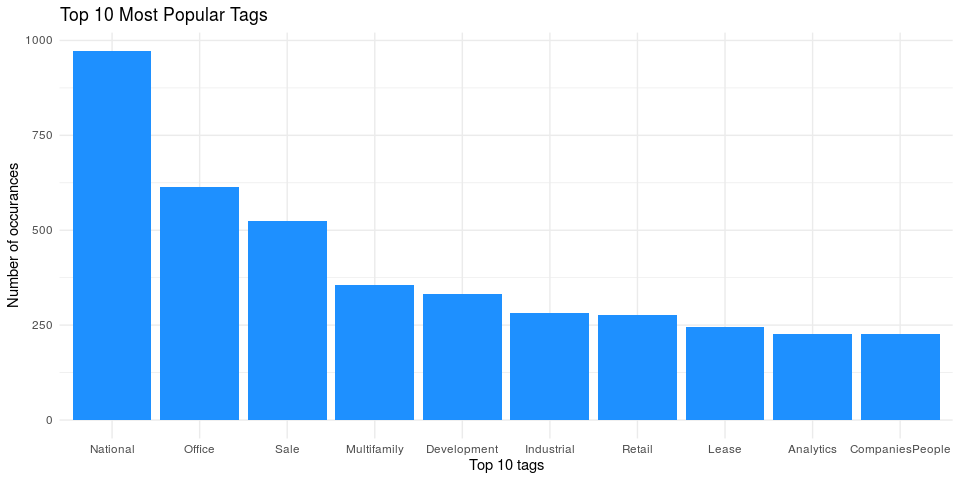 Top 10 Most Popular Tags
Number of occurances
1000
750
500
250
0
National Office Sale Multifamily Development Industrial Retail Lease Analytics CompaniesPeople
Top 10 tags